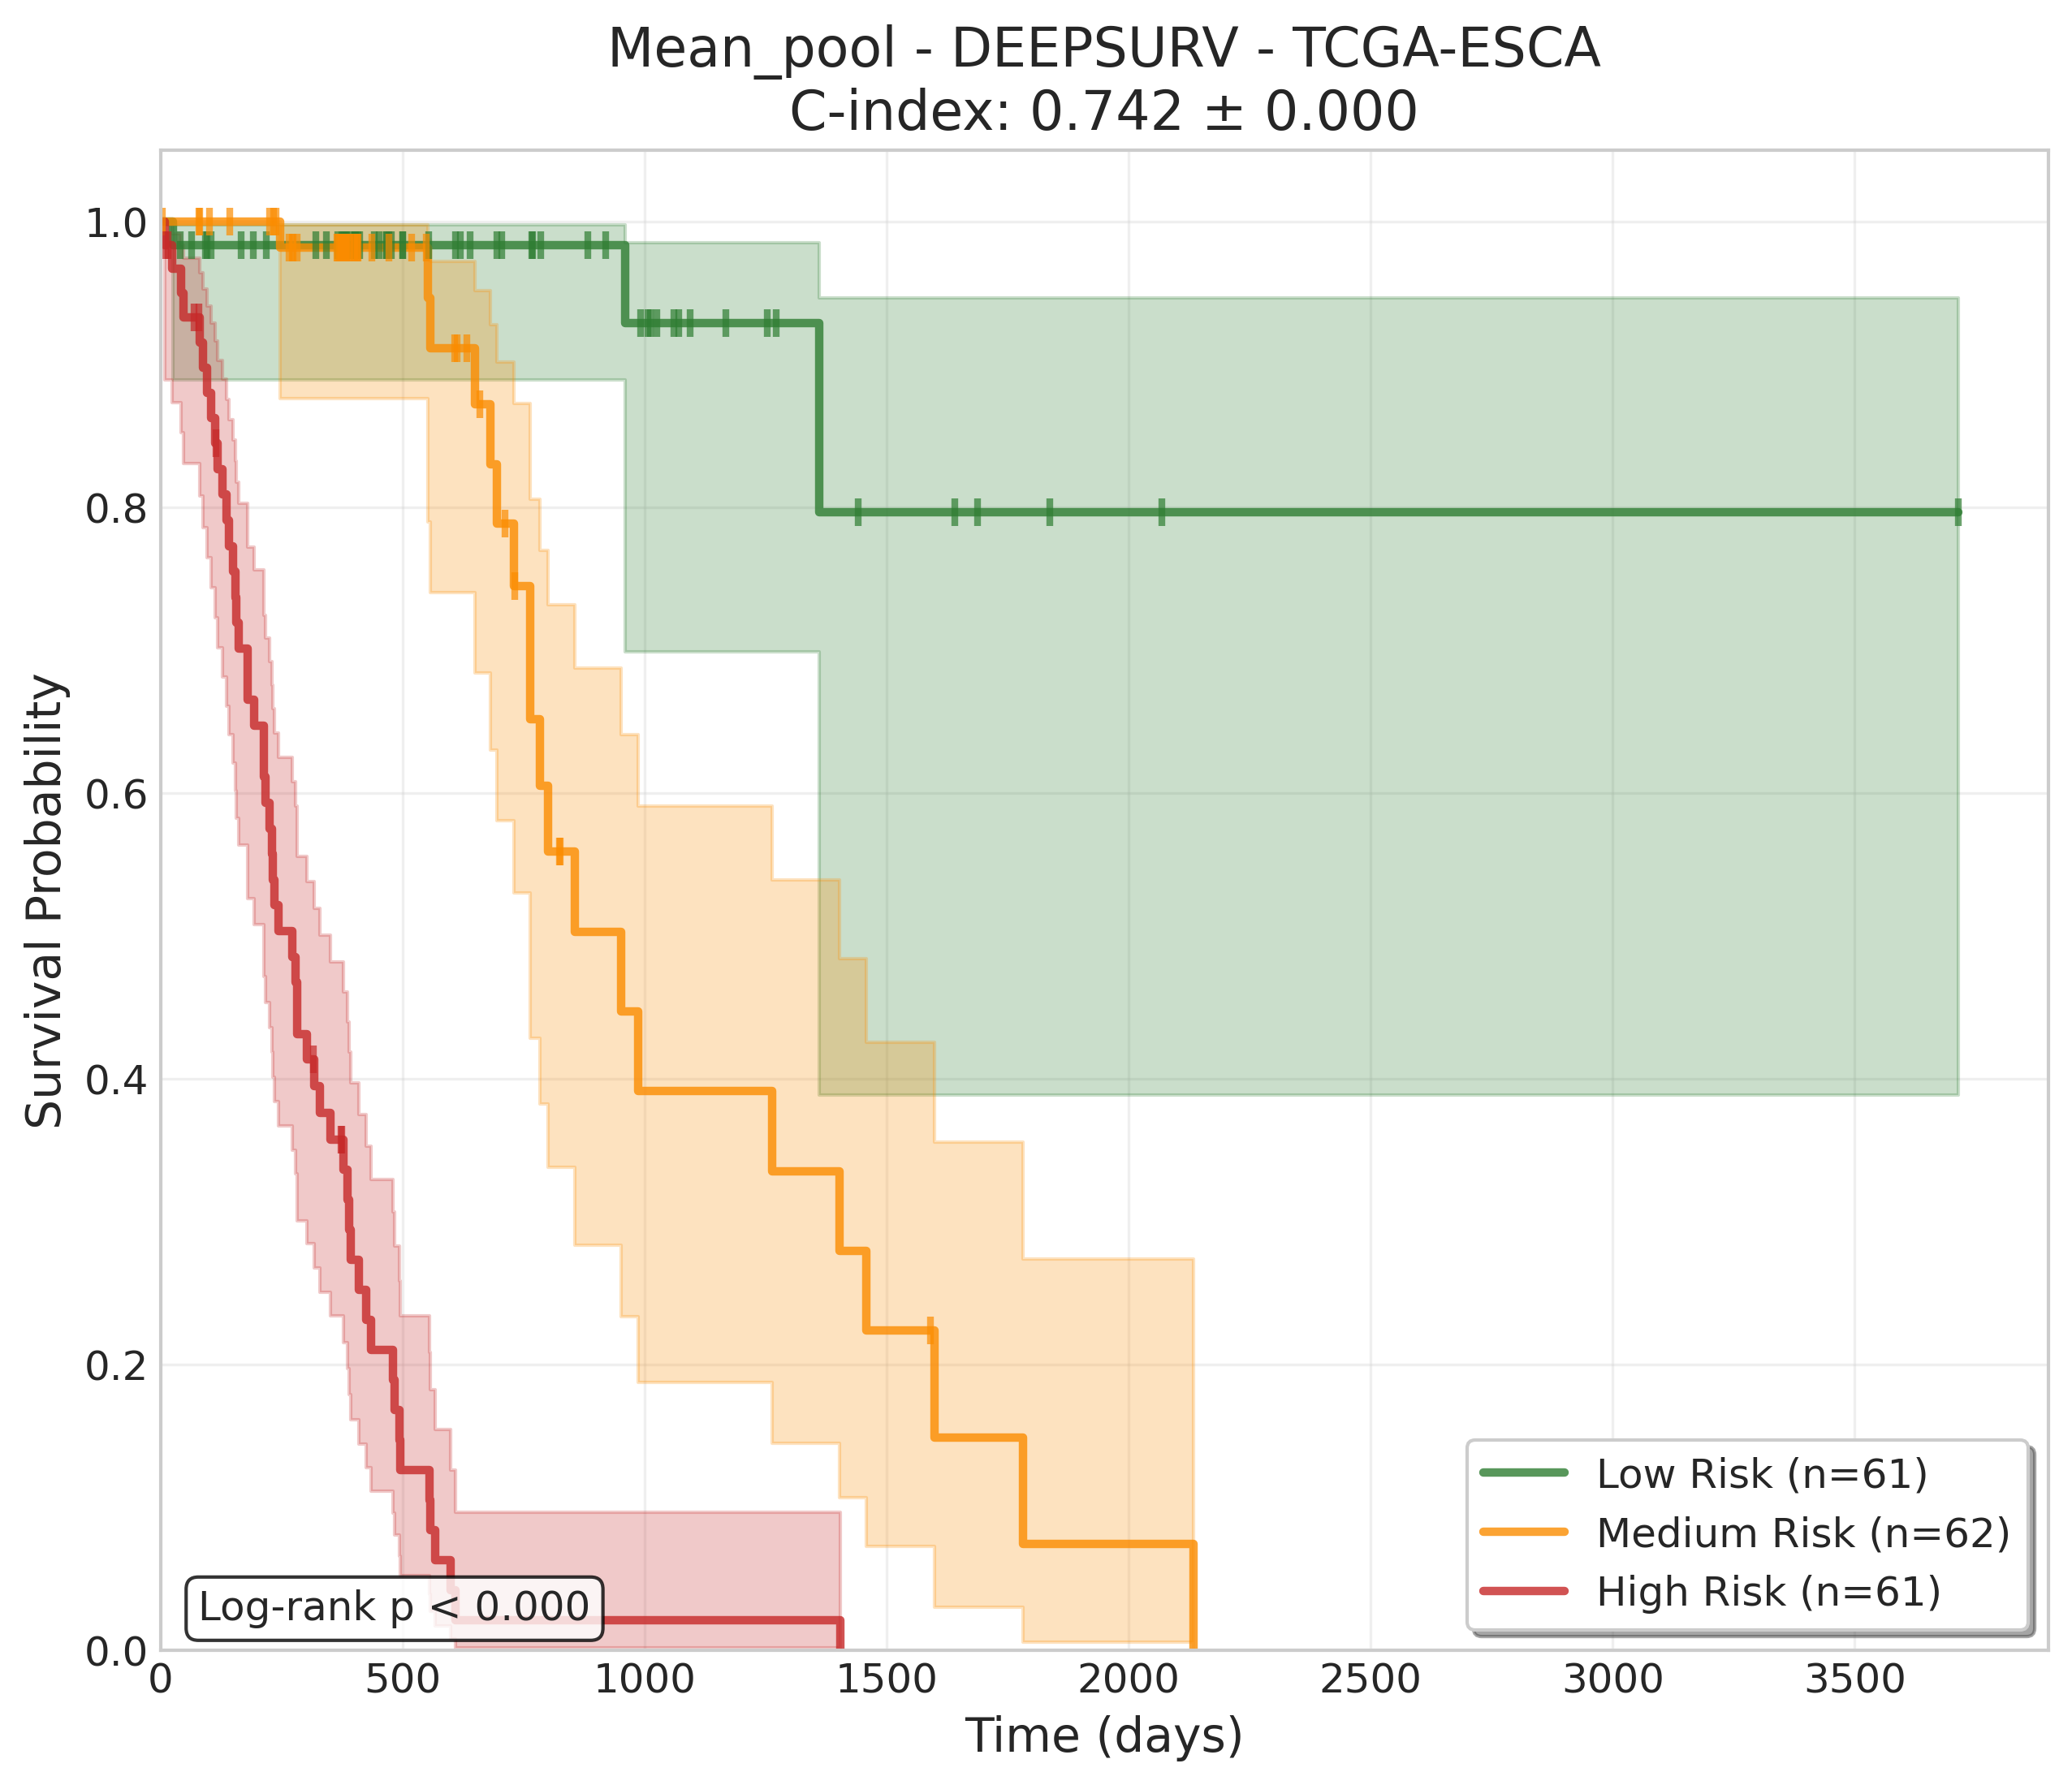 Mean_pool - DEEPSURV - TCGA-ESCA
C-index: 0.742 ± 0.000
Survival Probability
1.0
0.8
0.6
0.4
0.2
0.0
Log-rank p < 0.000
Low Risk (n=61)
Medium Risk (n=62)
High Risk (n=61)
0 500 1000 1500 2000 2500 3000 3500
Time (days)